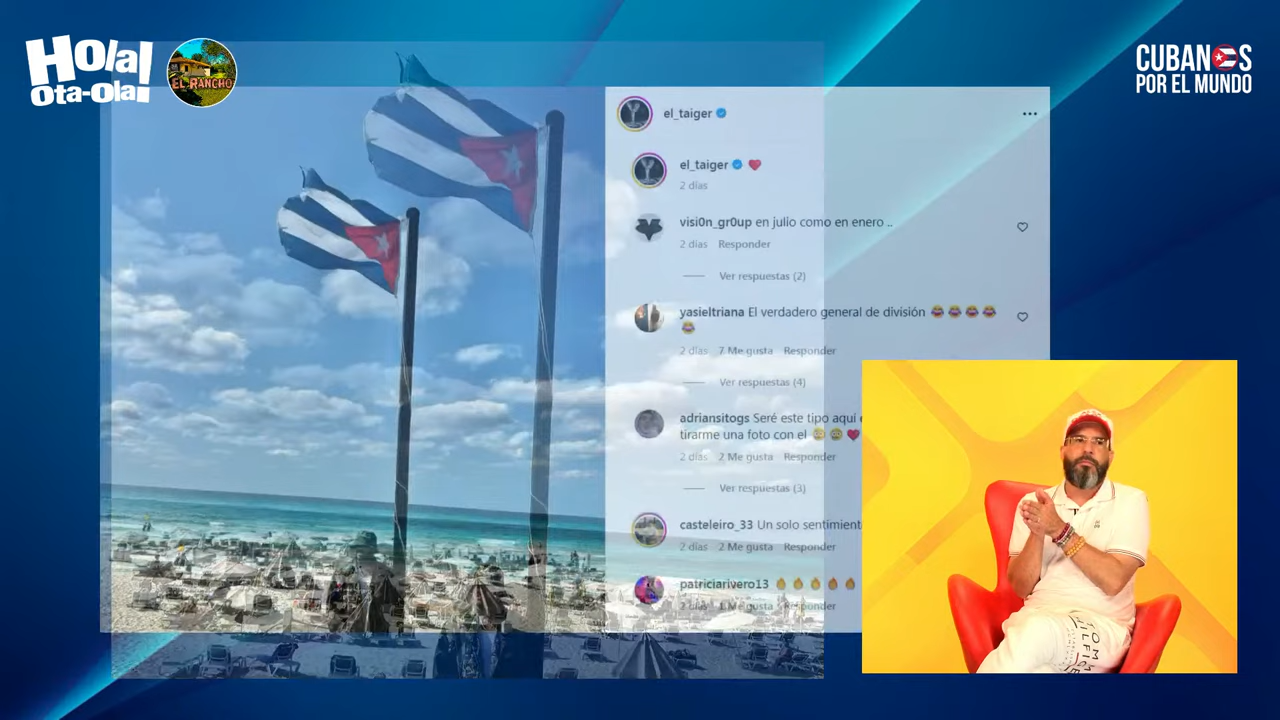 Hola!
Ota-Ola!
EL RANCHO
CUBANOS
POR EL MUNDO
el_taiger
el_taiger ❤️
2 días
visi0n_gr0up en julio como en enero ..
2 días Responder
Ver respuestas (2)
yasieltriana El verdadero general de división 😂😂😂😂
😂
2 días 7 Me gusta Responder
Ver respuestas (4)
adriansitogs Seré este tipo aquí
tirarme una foto con el
2 días 2 Me gusta Responder
Ver respuestas (3)
casteleiro_33 Un solo
2 días 2 Me gusta Responder
patriciarivero13 🔥🔥🔥🔥🔥
2 días 1 Me gusta Responder
TOMM